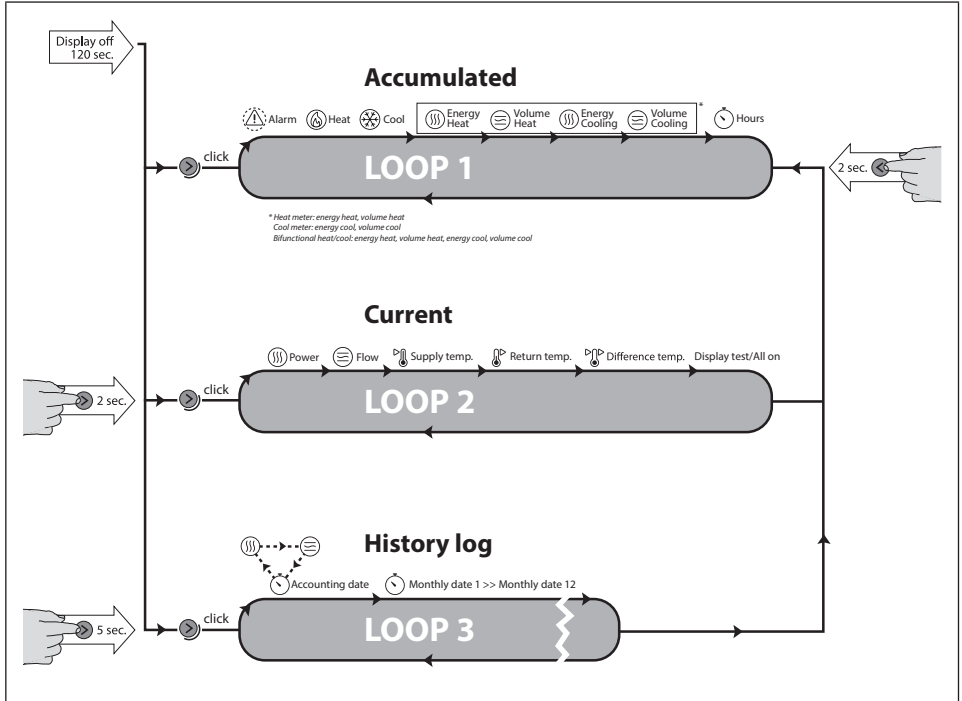 Display off
120 sec.
Accumulated
Alarm Heat Cool Energy Heat Volume Heat Energy Cooling Volume Cooling * Hours
click
LOOP 1
2 sec.
* Heat meter: energy heat, volume heat
Cool meter: energy cool, volume cool
Bifunctional heat/cool: energy heat, volume heat, energy cool, volume cool
Current
Power Flow Supply temp. Return temp. Difference temp. Display test/All on
2 sec.
click
LOOP 2
History log
Accounting date Monthly date 1 >> Monthly date 12
5 sec.
click
LOOP 3